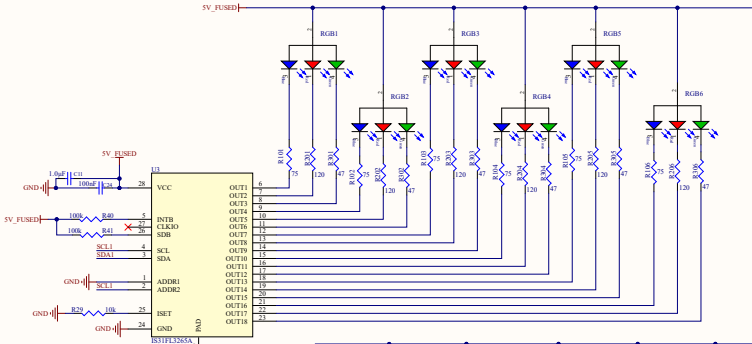 5V_FUSED
RGB1
RGB3
RGB5
2
2
2
RGB2
RGB4
RGB6
2
2
2
R101
75
R201
120
R301
47
R102
75
R202
120
R302
47
R103
75
R203
120
R303
47
R104
75
R204
120
R304
47
R105
75
R205
120
R305
47
R106
75
R206
120
R306
47
5V_FUSED
1.0uF C11
100nF C24
GND
U3
28 VCC
5V_FUSED
100k R40
5 INTB
27 CLKIO
100k R41
26 SDB
SCL1
4 SCL
SDA1
3 SDA
GND
1 ADDR1
SCL1
2 ADDR2
GND
R29 10k
25 ISET
GND
24 GND
PAD
OUT1 6
OUT2 7
OUT3 8
OUT4 9
OUT5 10
OUT6 11
OUT7 12
OUT8 13
OUT9 14
OUT10 15
OUT11 16
OUT12 17
OUT13 18
OUT14 19
OUT15 20
OUT16 21
OUT17 22
OUT18 23
IS31FL3265A